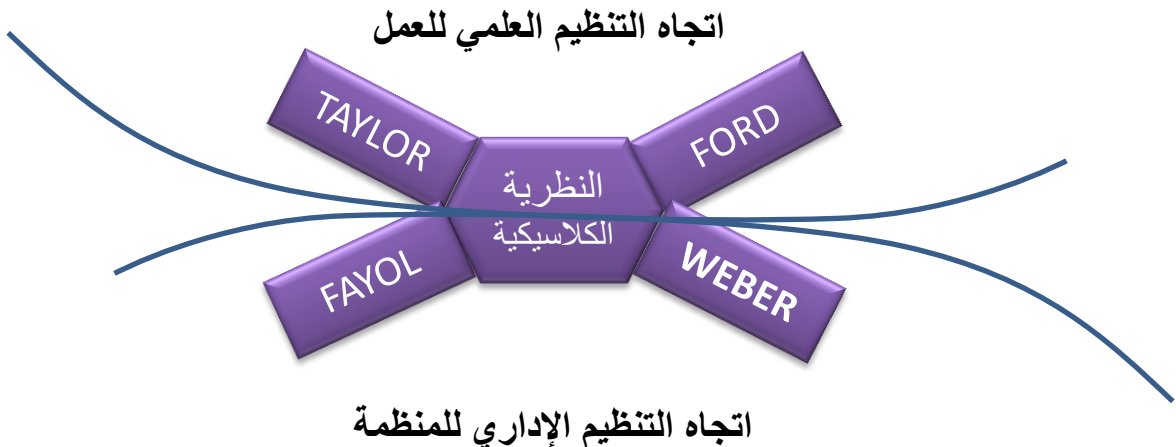 اتجاه التنظيم العلمي للعمل
TAYLOR
FORD
النظرية
الكلاسيكية
FAYOL
WEBER
اتجاه التنظيم الإداري للمنظمة